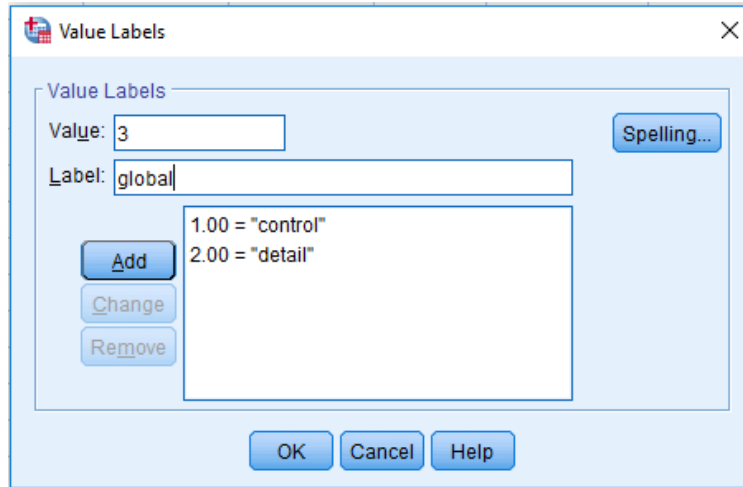 Value Labels
Value Labels
Value: 3
Spelling...
Label: global
1.00 = "control"
2.00 = "detail"
Add
Change
Remove
OK Cancel Help